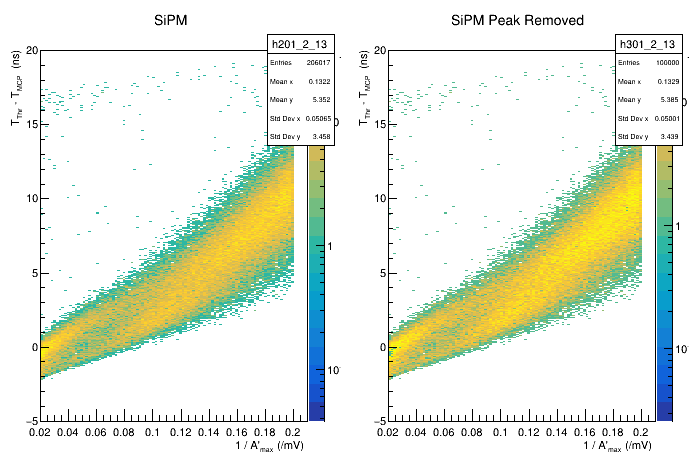 SiPM
h201_2_13
Entries 206017
Mean x 0.1322
Mean y 5.352
Std Dev x 0.05065
Std Dev y 3.458
T_Thr - T_MCP (ns)
20
15
10
5
0
−5
0.02 0.04 0.06 0.08 0.1 0.12 0.14 0.16 0.18 0.2
1 / A'_max (/mV)
1
10
SiPM Peak Removed
h301_2_13
Entries 100000
Mean x 0.1329
Mean y 5.385
Std Dev x 0.05001
Std Dev y 3.439
T_Thr - T_MCP (ns)
20
15
10
5
0
−5
0.02 0.04 0.06 0.08 0.1 0.12 0.14 0.16 0.18 0.2
1 / A'_max (/mV)
1
10